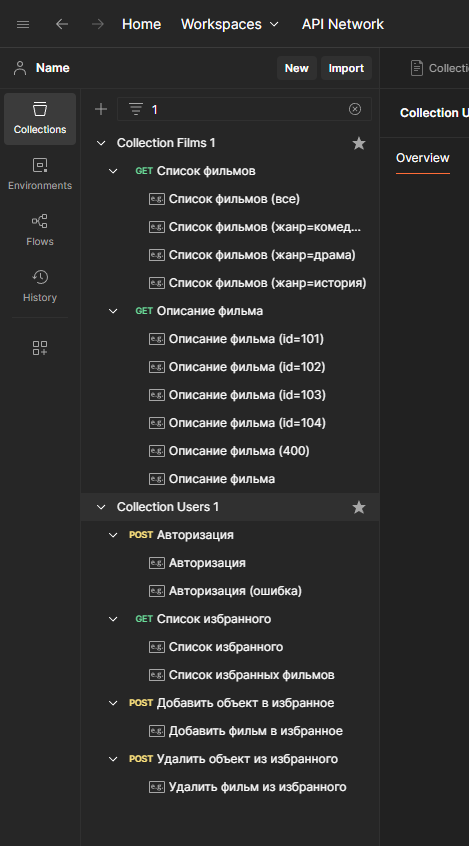 Home Workspaces API Network
Name New Import Collectio
1 Collection U
Collections Collection Films 1
GET Список фильмов Overview
Environments e.g. Список фильмов (все)
e.g. Список фильмов (жанр=комед...
Flows e.g. Список фильмов (жанр=драма)
e.g. Список фильмов (жанр=история)
History
GET Описание фильма
e.g. Описание фильма (id=101)
e.g. Описание фильма (id=102)
e.g. Описание фильма (id=103)
e.g. Описание фильма (id=104)
e.g. Описание фильма (400)
e.g. Описание фильма
Collection Users 1
POST Авторизация
e.g. Авторизация
e.g. Авторизация (ошибка)
GET Список избранного
e.g. Список избранного
e.g. Список избранных фильмов
POST Добавить объект в избранное
e.g. Добавить фильм в избранное
POST Удалить объект из избранного
e.g. Удалить фильм из избранного